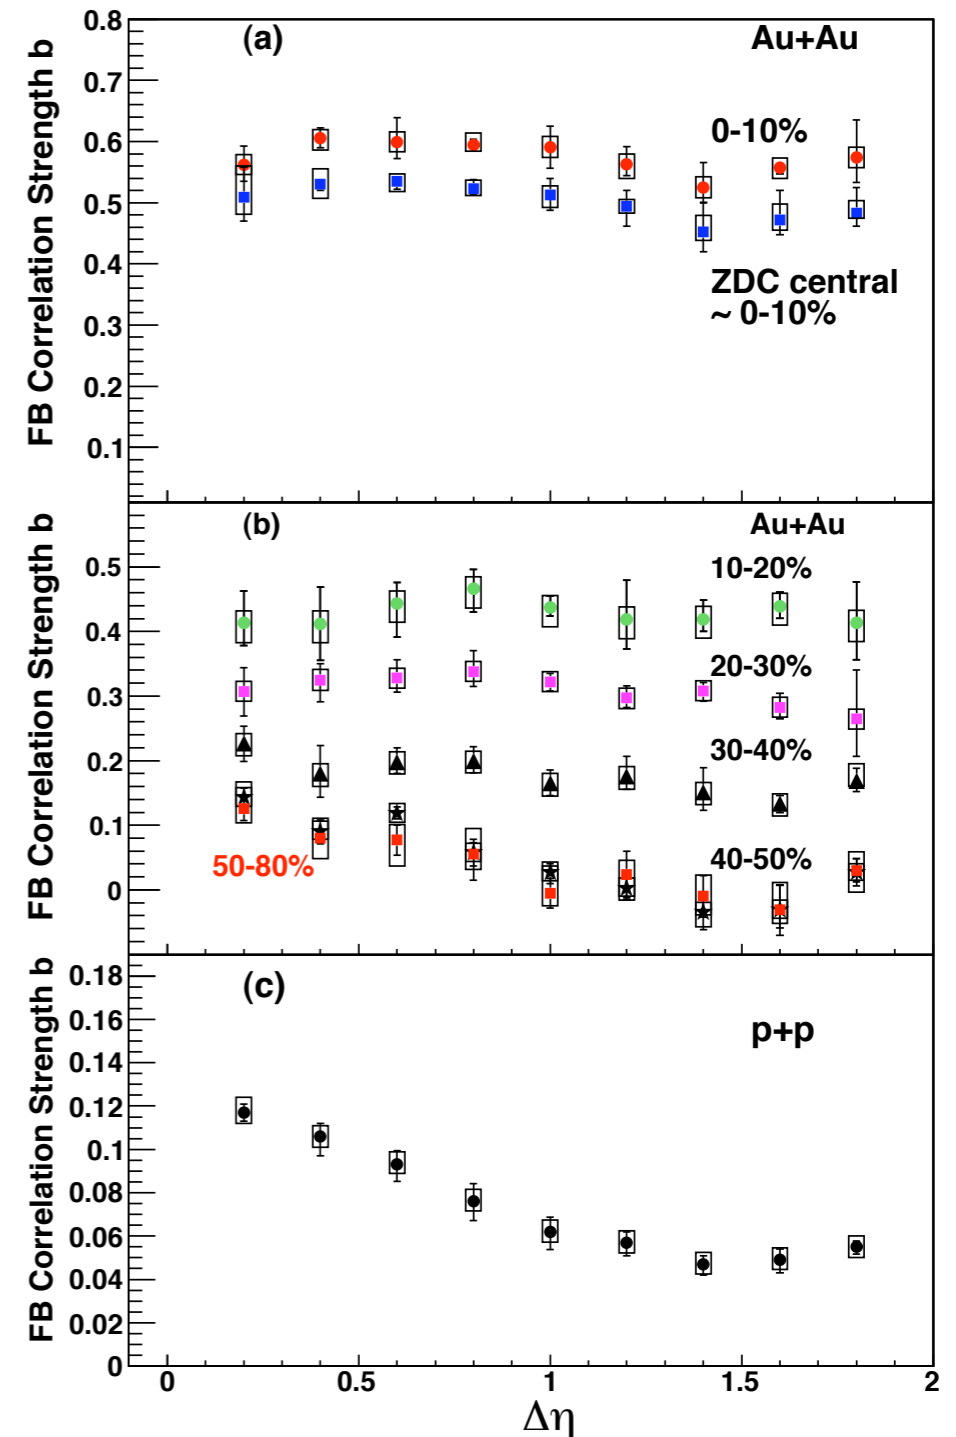 FB Correlation Strength b
0.8
0.7
0.6
0.5
0.4
0.3
0.2
0.1
(a)
Au+Au
0-10%
ZDC central
~ 0-10%
FB Correlation Strength b
0.5
0.4
0.3
0.2
0.1
0
(b)
Au+Au
10-20%
20-30%
30-40%
40-50%
50-80%
FB Correlation Strength b
0.18
0.16
0.14
0.12
0.1
0.08
0.06
0.04
0.02
0
(c)
p+p
0 0.5 1 1.5 2
Δη